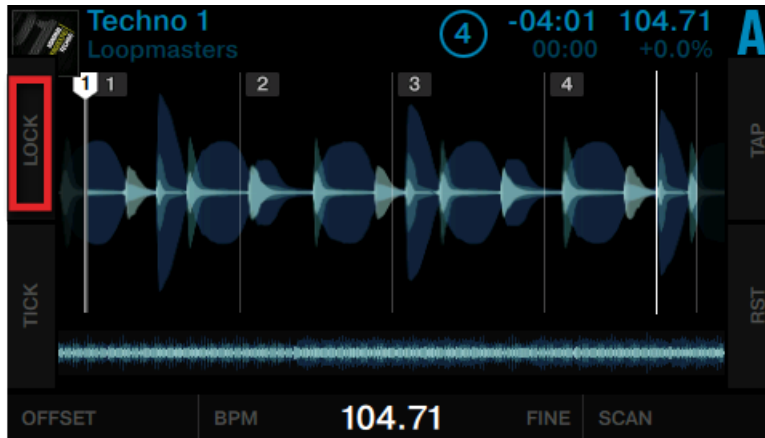 Techno 1
Loopmasters
4
-04:01 104.71
00:00 +0.0%
A
LOCK
TICK
TAP
RST
1 1 2 3 4
OFFSET BPM 104.71 FINE SCAN